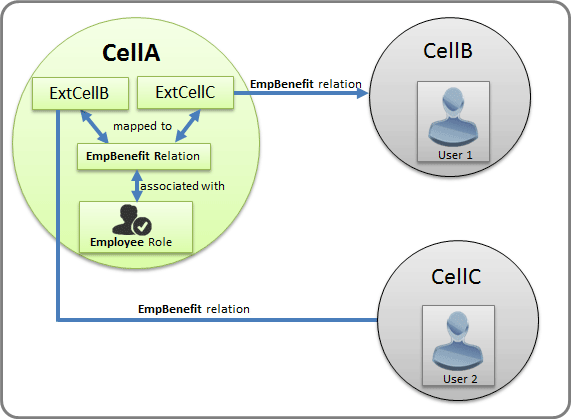 CellA
ExtCellB
ExtCellC
mapped to
EmpBenefit Relation
associated with
Employee Role
EmpBenefit relation
CellB
User 1
EmpBenefit relation
CellC
User 2